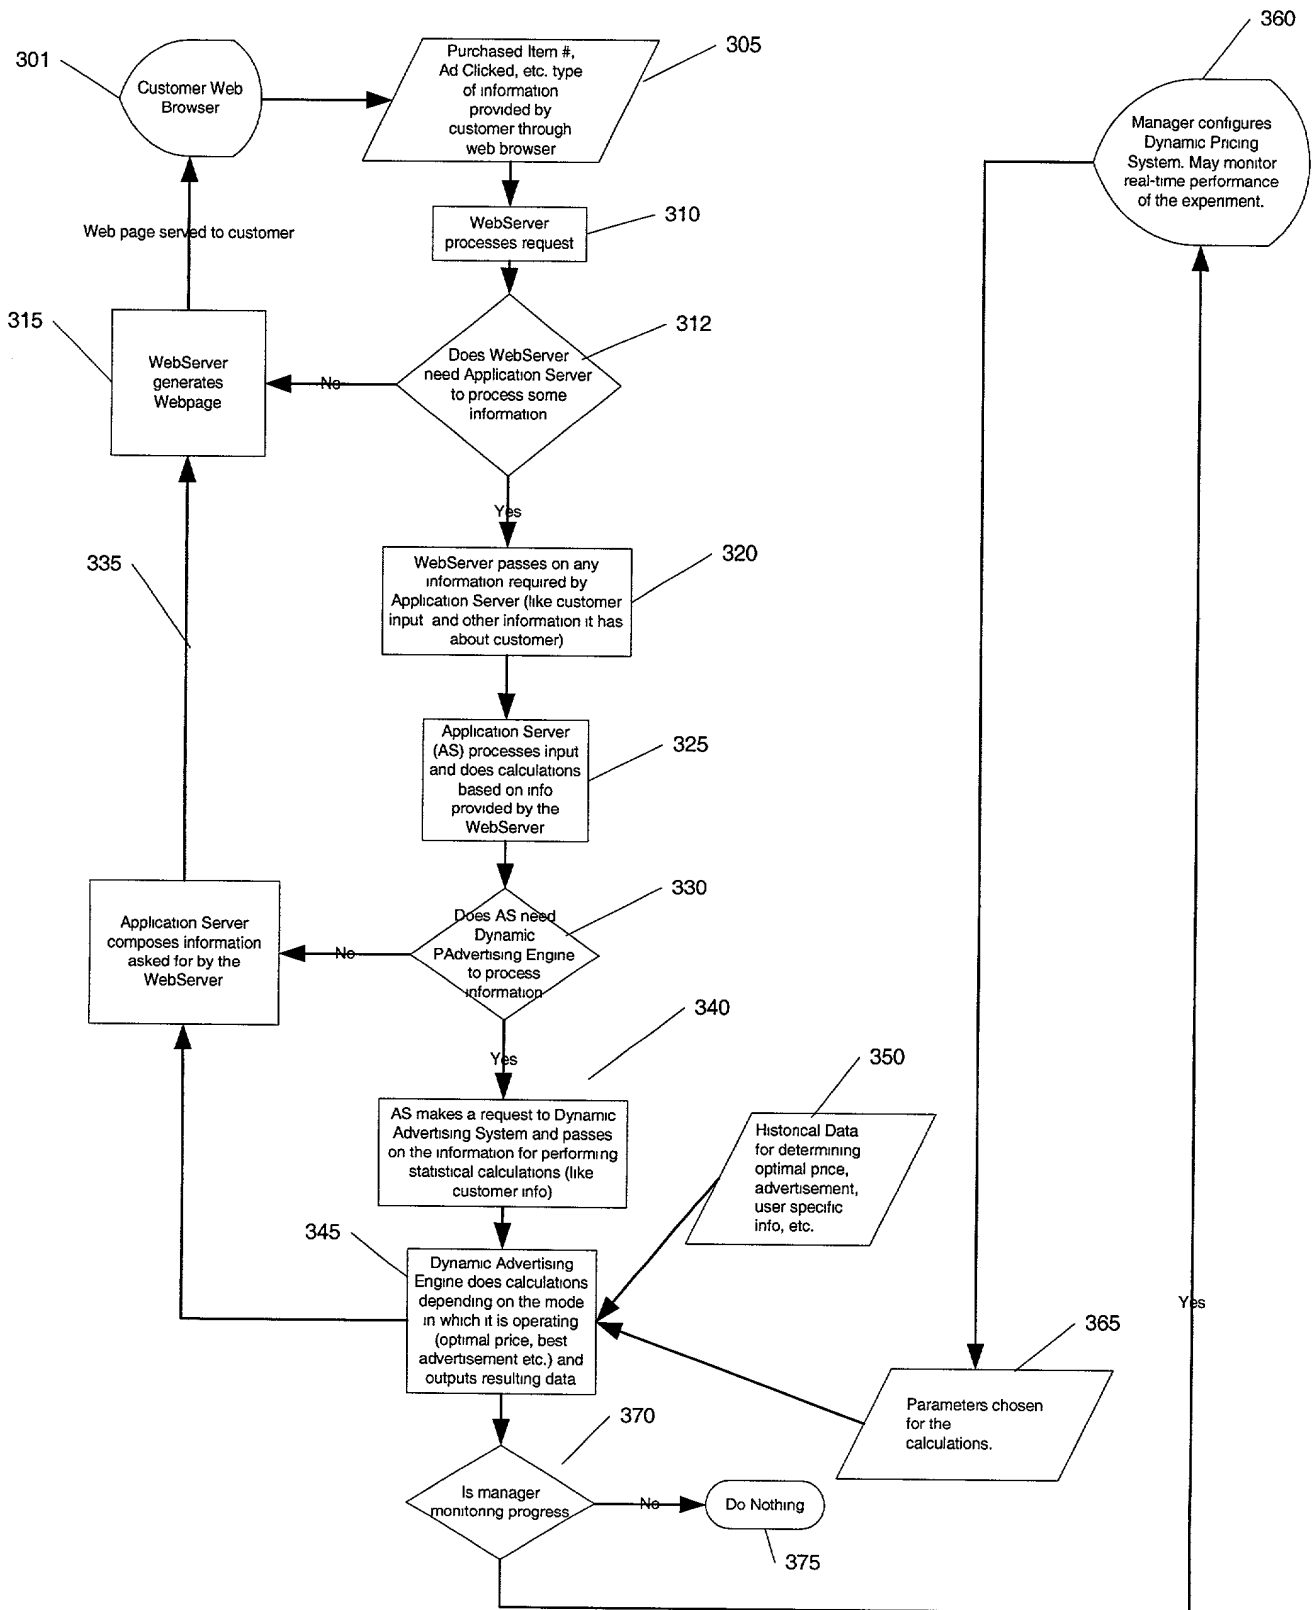 360
301
305
Purchased Item #,
Ad Clicked, etc. type
of information
provided by
customer through
web browser
Customer Web
Browser
Manager configures
Dynamic Pricing
System. May monitor
real-time performance
of the experiment.
310
WebServer
processes request
Web page served to customer
315
312
WebServer
generates
Webpage
Does WebServer
need Application Server
to process some
information
No
Yes
320
335
WebServer passes on any
information required by
Application Server (like customer
input and other information it has
about customer)
325
Application Server
(AS) processes input
and does calculations
based on info
provided by the
WebServer
330
Application Server
composes information
asked for by the
WebServer
No
Does AS need
Dynamic
PAdvertising Engine
to process
information
340
Yes
350
AS makes a request to Dynamic
Advertising System and passes
on the information for performing
statistical calculations (like
customer info)
Historical Data
for determining
optimal price,
advertisement,
user specific
info, etc.
345
Dynamic Advertising
Engine does calculations
depending on the mode
in which it is operating
(optimal price, best
advertisement etc.) and
outputs resulting data
Yes
365
Parameters chosen
for the
calculations.
370
Is manager
monitoring progress
No
Do Nothing
375